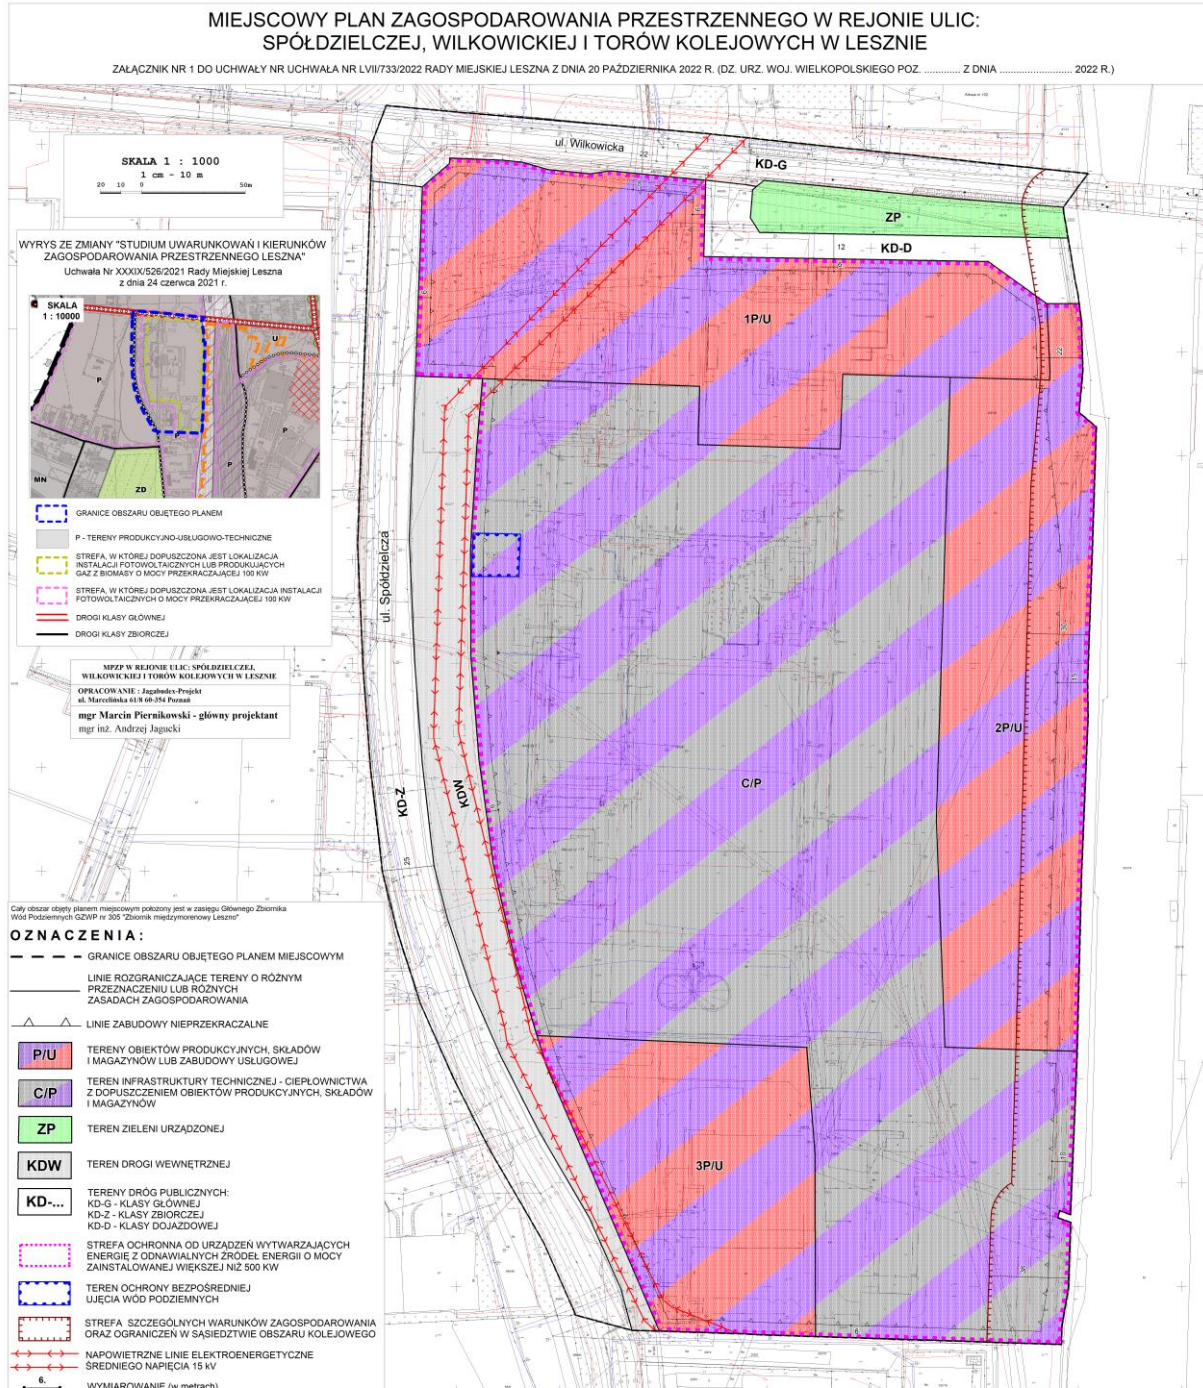 MIEJSCOWY PLAN ZAGOSPODAROWANIA PRZESTRZENNEGO W REJONIE ULIC:
SPÓŁDZIELCZEJ, WILKOWICKIEJ I TORÓW KOLEJOWYCH W LESZNIE
ZAŁĄCZNIK NR 1 DO UCHWAŁY NR UCHWAŁA NR LVII/733/2022 RADY MIEJSKIEJ LESZNA Z DNIA 20 PAŹDZIERNIKA 2022 R. (DZ. URZ. WOJ. WIELKOPOLSKIEGO POZ. ............ Z DNIA ........................ 2022 R.)
SKALA 1 : 1000
1 cm - 10 m
20 10 0 50m
WYRYS ZE ZMIANY "STUDIUM UWARUNKOWAŃ I KIERUNKÓW
ZAGOSPODAROWANIA PRZESTRZENNEGO LESZNA"
Uchwała Nr XXXIX/526/2021 Rady Miejskiej Leszna
z dnia 24 czerwca 2021 r.
SKALA
1 : 10000
U
P
P
P
P
MN
ZD
GRANICE OBSZARU OBJĘTEGO PLANEM
P - TERENY PRODUKCYJNO-USŁUGOWO-TECHNICZNE
STREFA, W KTÓREJ DOPUSZCZONA JEST LOKALIZACJA
INSTALACJI FOTOWOLTAICZNYCH LUB PRODUKUJĄCYCH
GAZ Z BIOMASY O MOCY PRZEKRACZAJĄCEJ 100 KW
STREFA, W KTÓREJ DOPUSZCZONA JEST LOKALIZACJA INSTALACJI
FOTOWOLTAICZNYCH O MOCY PRZEKRACZAJĄCEJ 100 KW
DROGI KLASY GŁÓWNEJ
DROGI KLASY ZBIORCZEJ
MPZP W REJONIE ULIC: SPÓŁDZIELCZEJ,
WILKOWICKIEJ I TORÓW KOLEJOWYCH W LESZNIE
OPRACOWANIE : Jagabudex-Projekt
ul. Marcelińska 61/8 60-354 Poznań
mgr Marcin Piernikowski - główny projektant
mgr inż. Andrzej Jagucki
ul. Wilkowicka
22
KD-G
ZP
12
KD-D
6
6
1P/U
22
ul. Spółdzielcza
2P/U
15
C/P
KDW
KD-Z
25
3P/U
6
Cały obszar objęty planem miejscowym położony jest w zasięgu Głównego Zbiornika
Wód Podziemnych GZWP nr 305 "Zbiornik międzymorenowy Leszno"
OZNACZENIA:
GRANICE OBSZARU OBJĘTEGO PLANEM MIEJSCOWYM
LINIE ROZGRANICZAJĄCE TERENY O RÓŻNYM
PRZEZNACZENIU LUB RÓŻNYCH
ZASADACH ZAGOSPODAROWANIA
LINIE ZABUDOWY NIEPRZEKRACZALNE
P/U TERENY OBIEKTÓW PRODUKCYJNYCH, SKŁADÓW
I MAGAZYNÓW LUB ZABUDOWY USŁUGOWEJ
C/P TEREN INFRASTRUKTURY TECHNICZNEJ - CIEPŁOWNICTWA
Z DOPUSZCZENIEM OBIEKTÓW PRODUKCYJNYCH, SKŁADÓW
I MAGAZYNÓW
ZP TEREN ZIELENI URZĄDZONEJ
KDW TEREN DROGI WEWNĘTRZNEJ
KD-... TERENY DRÓG PUBLICZNYCH:
KD-G - KLASY GŁÓWNEJ
KD-Z - KLASY ZBIORCZEJ
KD-D - KLASY DOJAZDOWEJ
STREFA OCHRONNA OD URZĄDZEŃ WYTWARZAJĄCYCH
ENERGIĘ Z ODNAWIALNYCH ŹRÓDEŁ ENERGII O MOCY
ZAINSTALOWANEJ WIĘKSZEJ NIŻ 500 KW
TEREN OCHRONY BEZPOŚREDNIEJ
UJĘCIA WÓD PODZIEMNYCH
STREFA SZCZEGÓLNYCH WARUNKÓW ZAGOSPODAROWANIA
ORAZ OGRANICZEŃ W SĄSIEDZTWIE OBSZARU KOLEJOWEGO
NAPOWIETRZNE LINIE ELEKTROENERGETYCZNE
ŚREDNIEGO NAPIĘCIA 15 kV
6.
WYMIAROWANIE (w metrach)